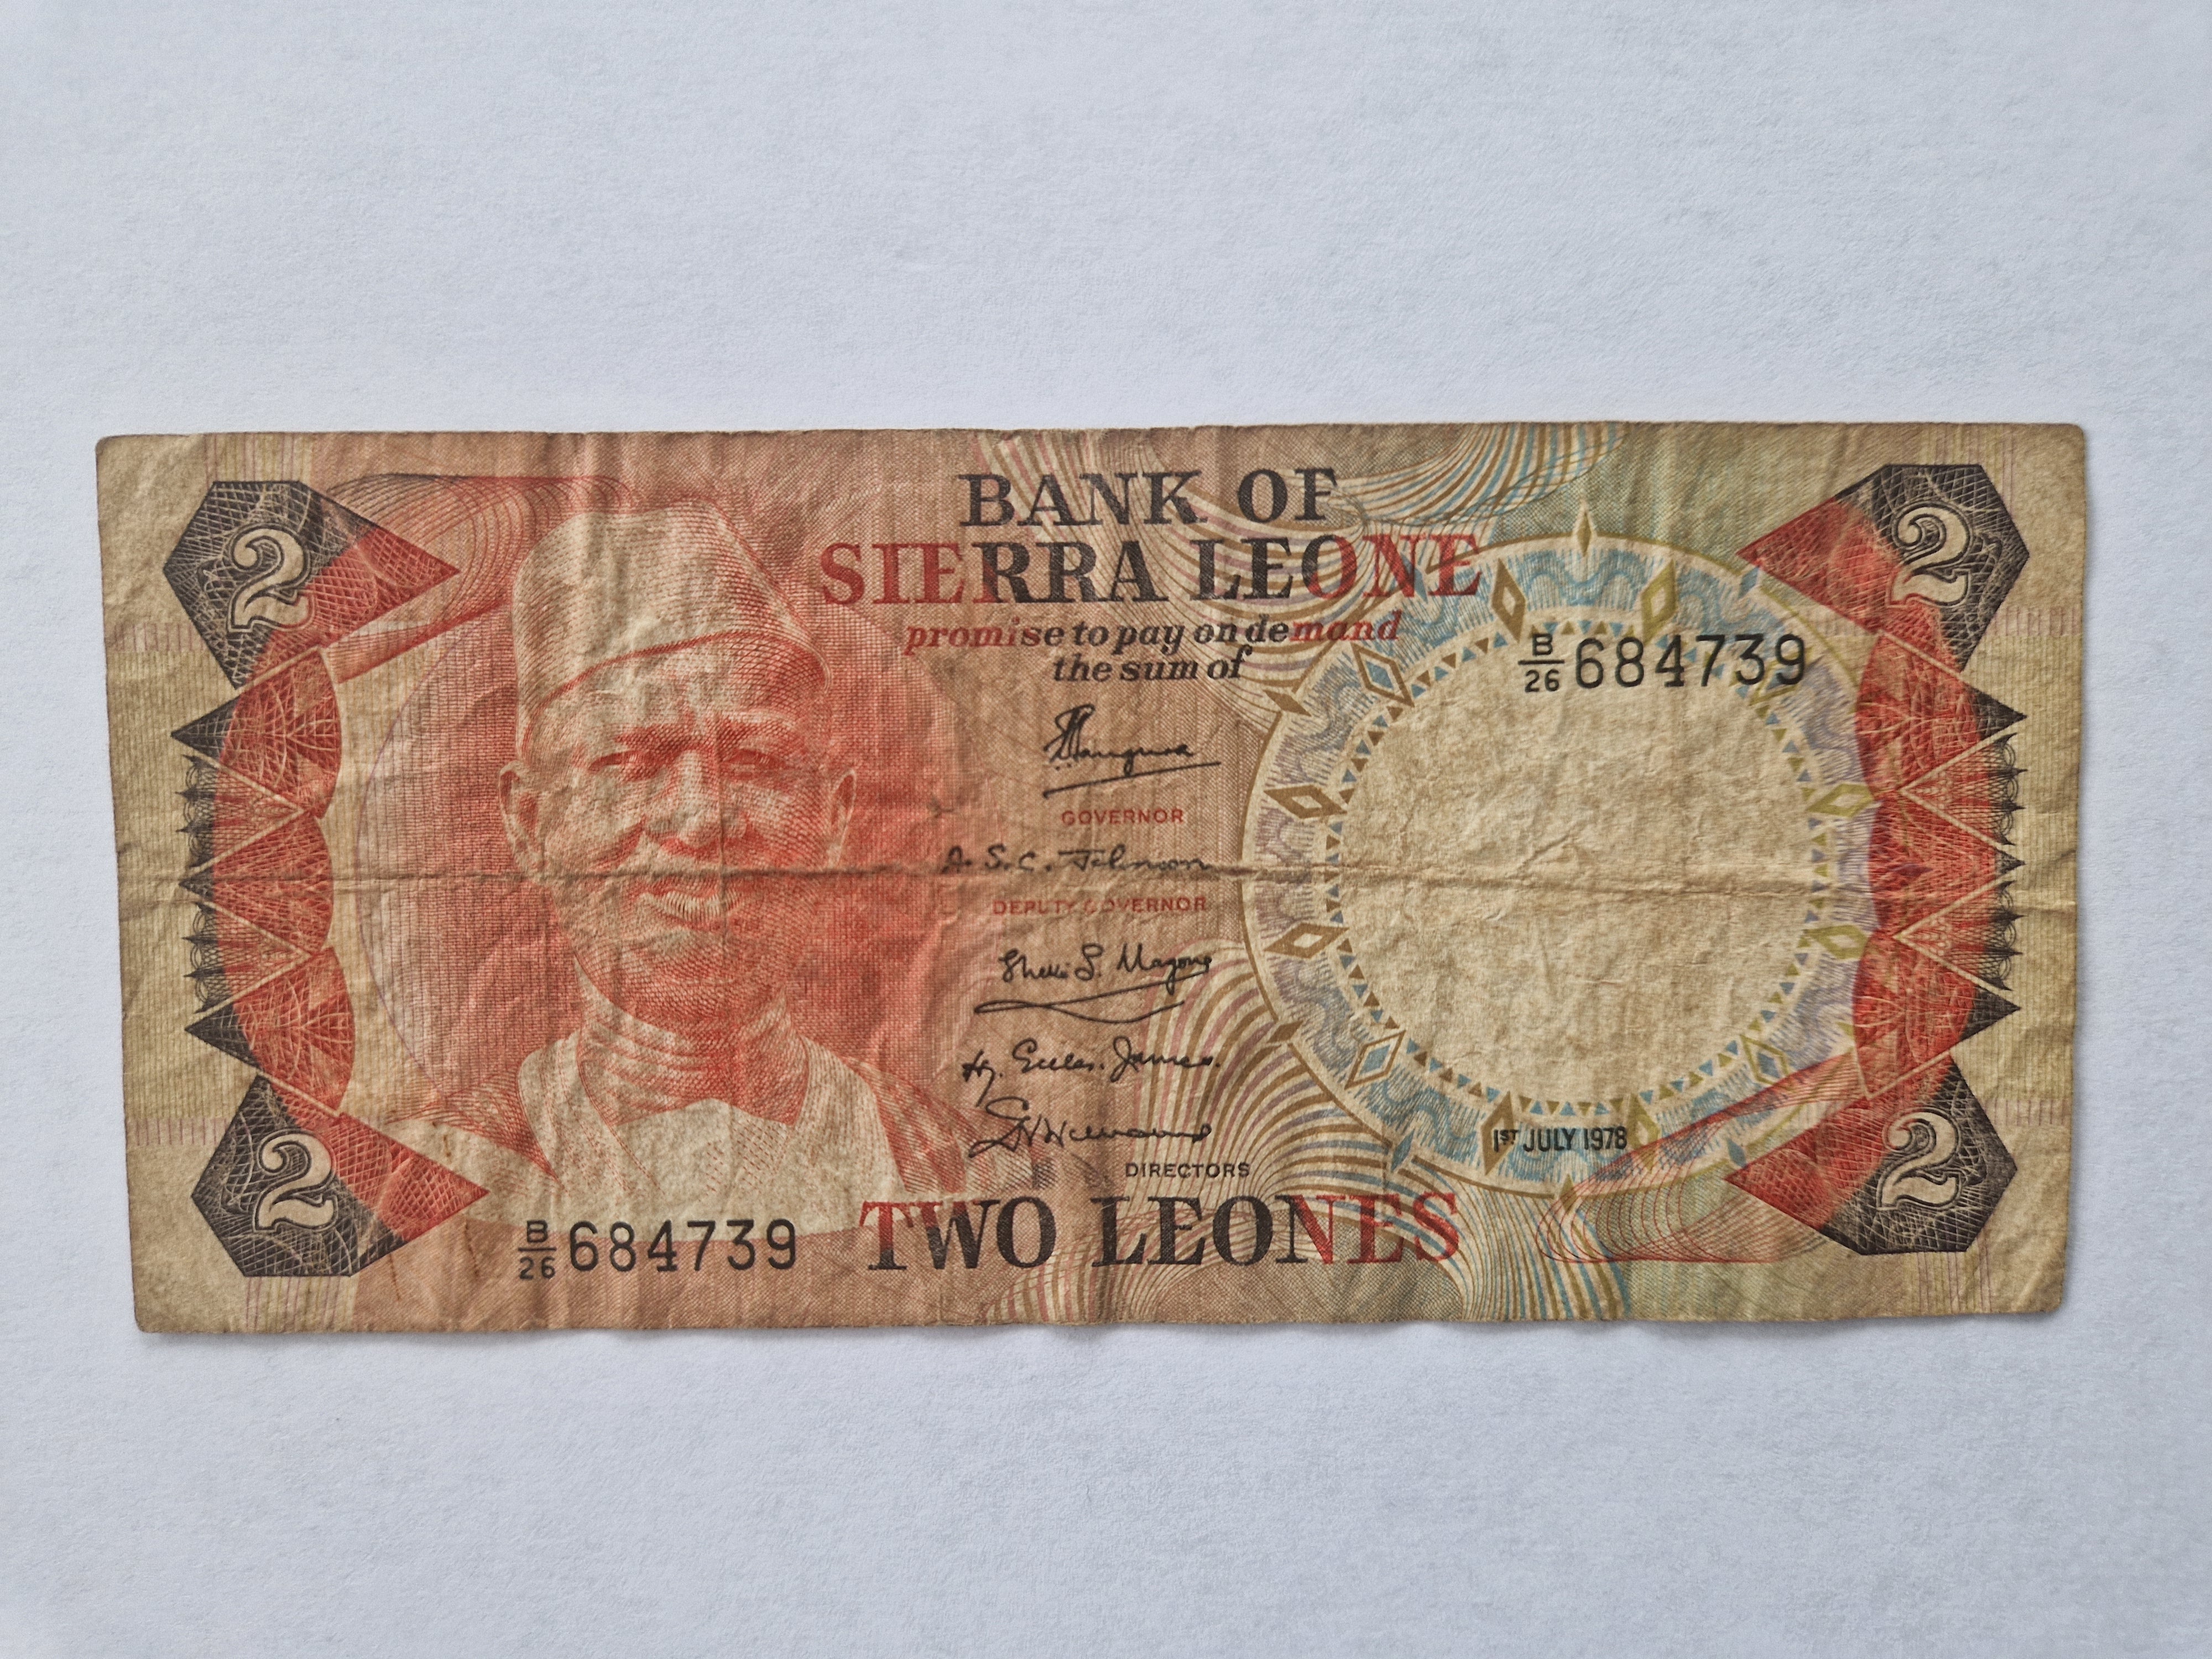 2
2
BANK OF
SIERRA LEONE
promise to pay on demand
the sum of
B/26 684739
GOVERNOR
J. S. C. Johnson
DEPUTY GOVERNOR
DIRECTORS
1ST JULY 1978
2
2
B/26 684739
TWO LEONES